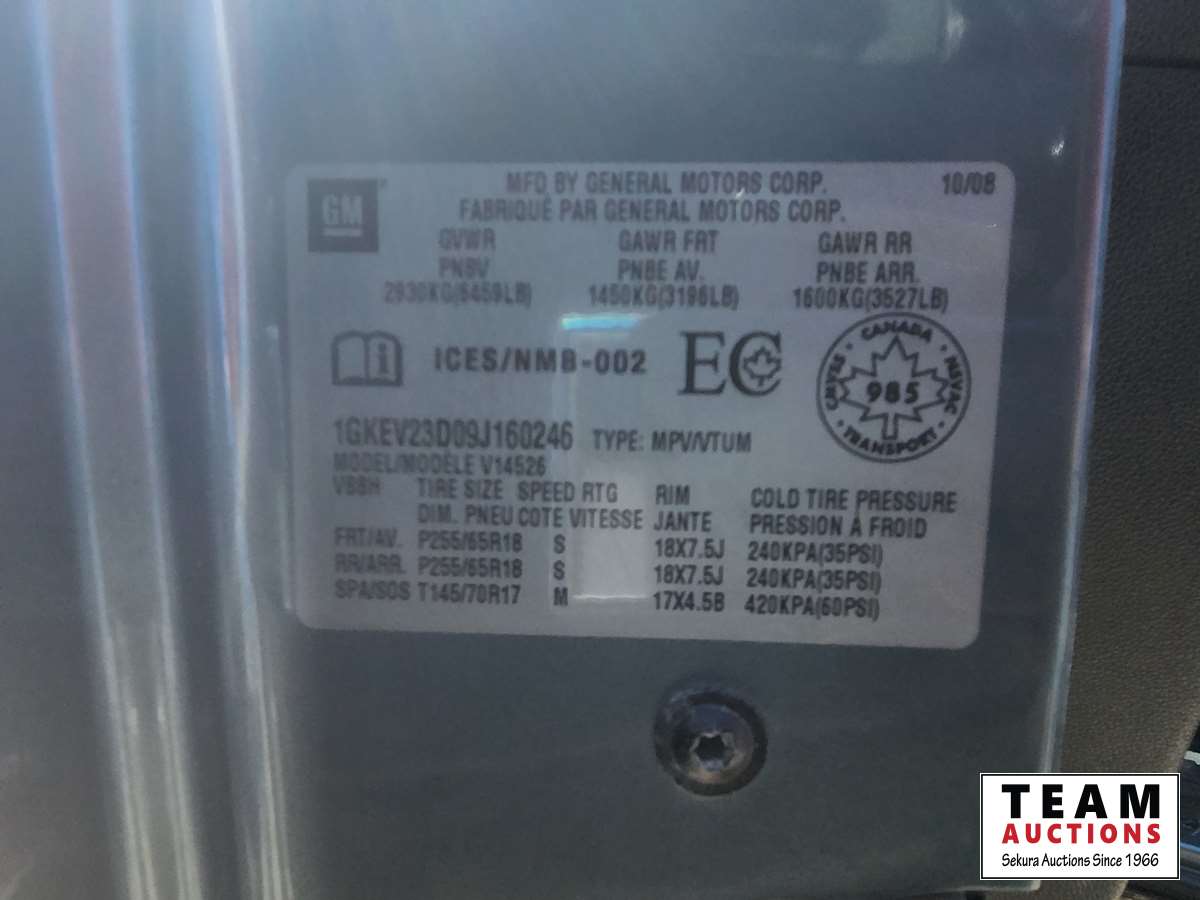 GM
MFD BY GENERAL MOTORS CORP. 10/08
FABRIQUÉ PAR GENERAL MOTORS CORP.
GVWR GAWR FRT GAWR RR
PNBV PNBE AV. PNBE ARR.
2930KG(6459LB) 1450KG(3196LB) 1600KG(3527LB)
i ICES/NMB-002 EC
CANADA
CMVSS 985 NSVAC
TRANSPORT
1GKEV23D09J160246 TYPE: MPV/VTUM
MODEL/MODÈLE V14526
VBBH TIRE SIZE SPEED RTG RIM COLD TIRE PRESSURE
DIM. PNEU COTE VITESSE JANTE PRESSION À FROID
FRT/AV. P255/65R18 S 18X7.5J 240KPA(35PSI)
RR/ARR. P255/65R18 S 18X7.5J 240KPA(35PSI)
SPA/SOS T145/70R17 M 17X4.5B 420KPA(60PSI)
TEAM
AUCTIONS
Sekura Auctions Since 1966